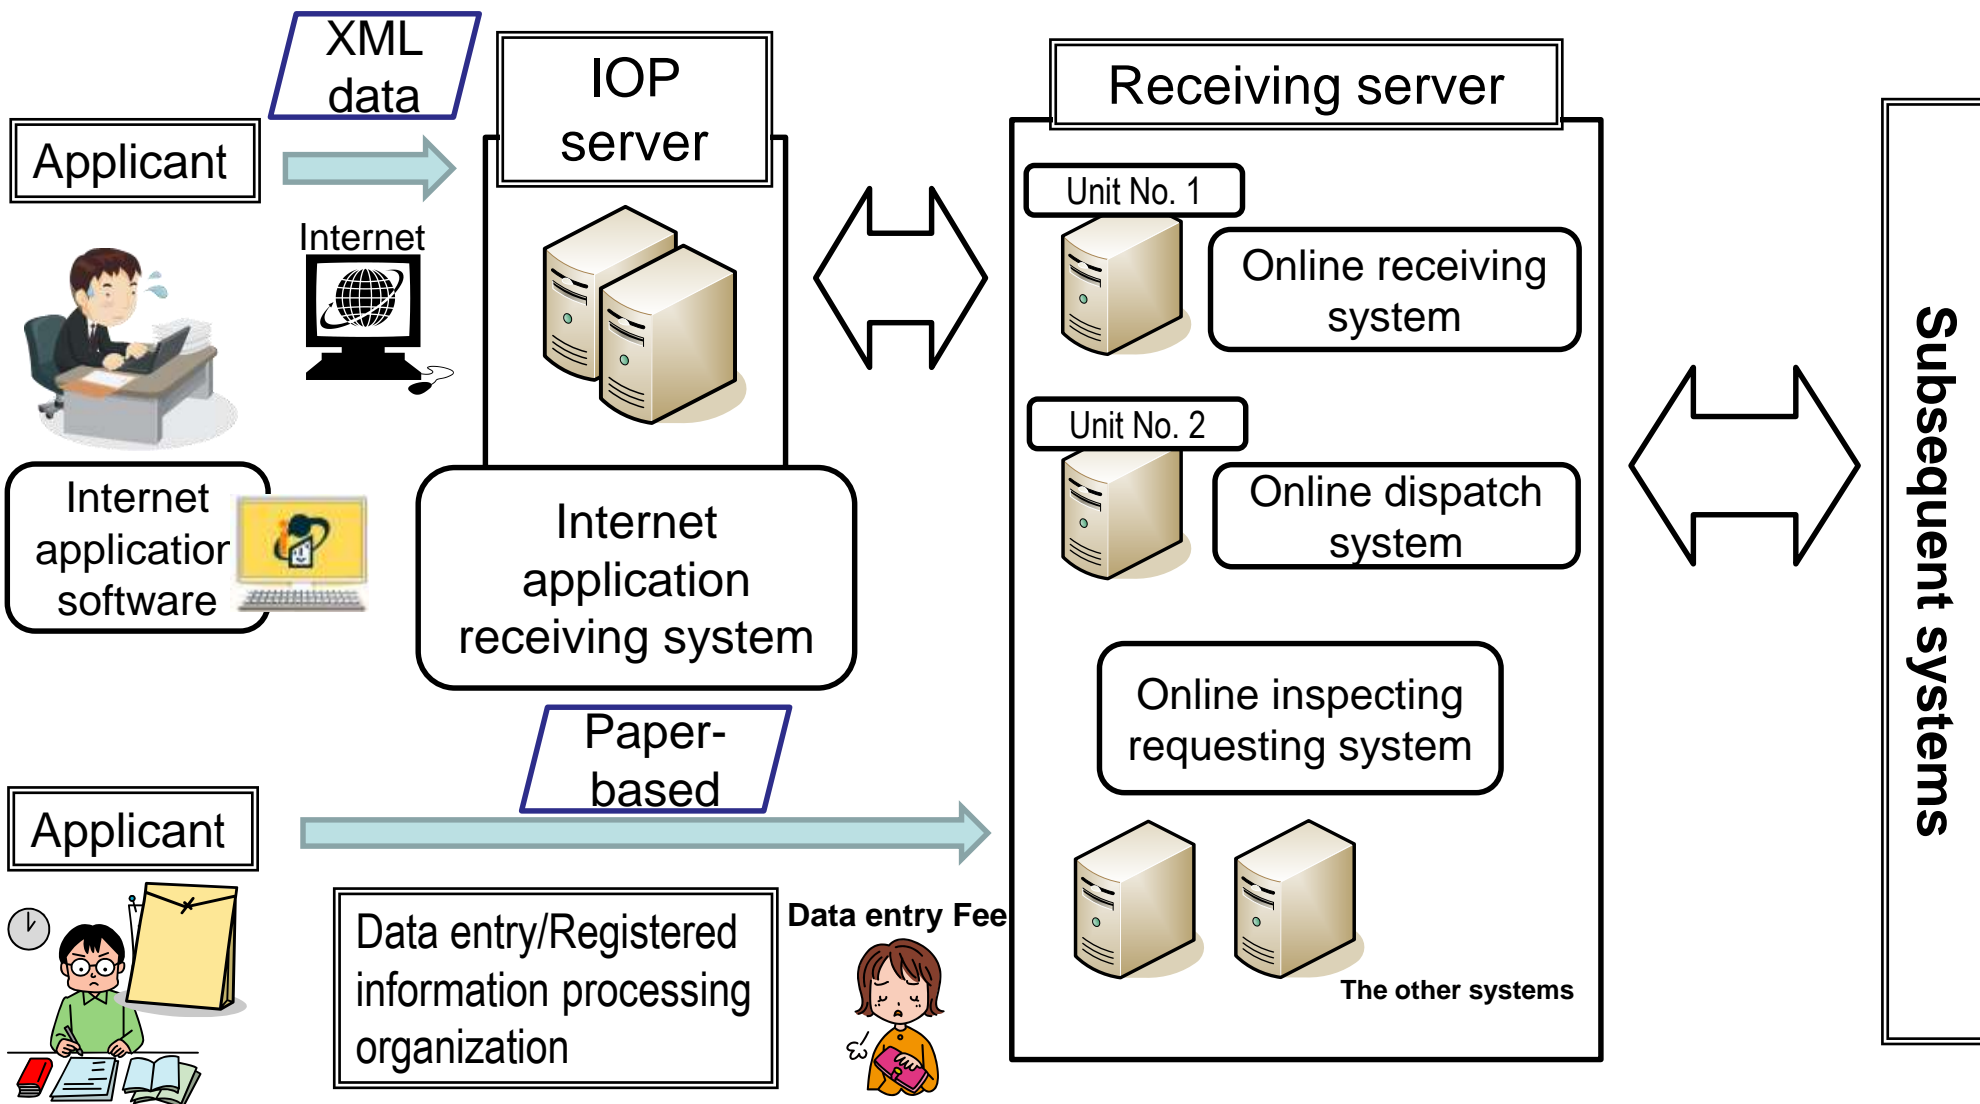 XML
data
Applicant
Internet
Internet
application
software
IOP
server
Internet
application
receiving system
Receiving server
Unit No. 1
Online receiving
system
Unit No. 2
Online dispatch
system
Online inspecting
requesting system
The other systems
Subsequent systems
Paper-
based
Applicant
Data entry/Registered
information processing
organization
Data entry Fee